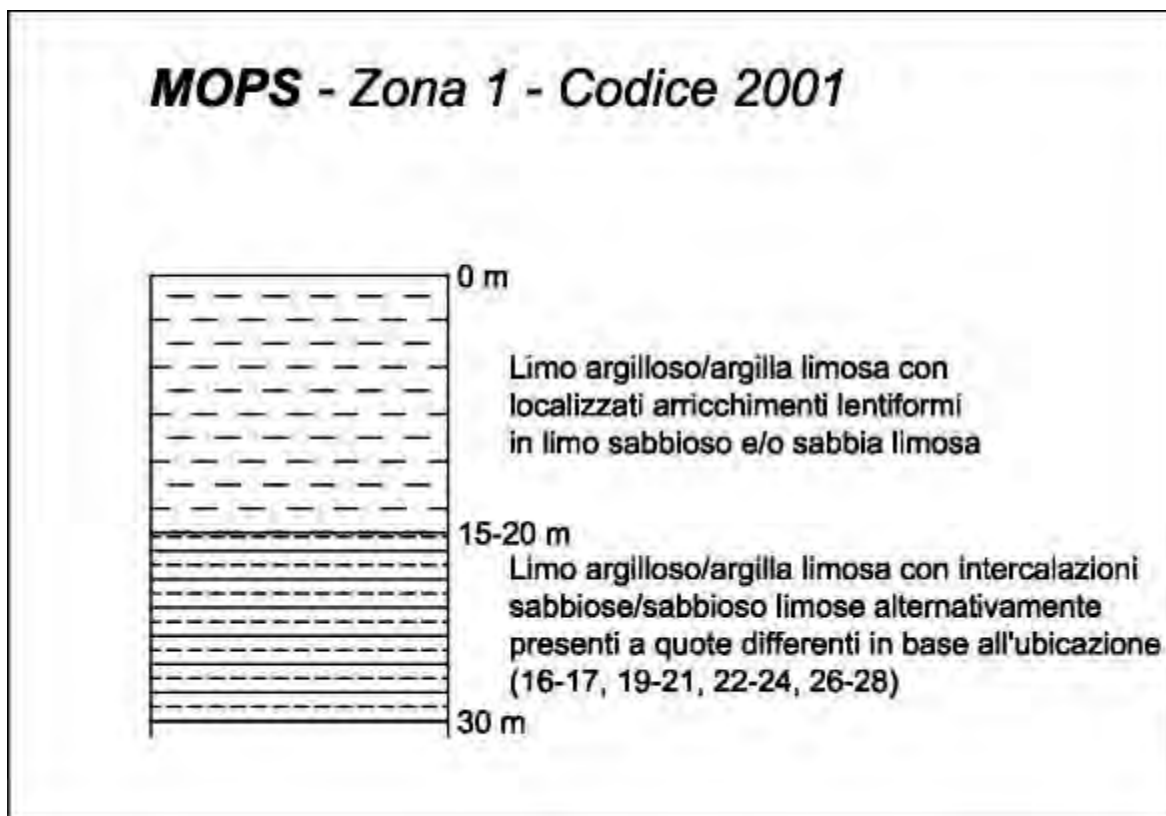 MOPS - Zona 1 - Codice 2001
0 m
Limo argilloso/argilla limosa con
localizzati arricchimenti lentiformi
in limo sabbioso e/o sabbia limosa
15-20 m
Limo argilloso/argilla limosa con intercalazioni
sabbiose/sabbioso limose alternativamente
presenti a quote differenti in base all'ubicazione
(16-17, 19-21, 22-24, 26-28)
30 m